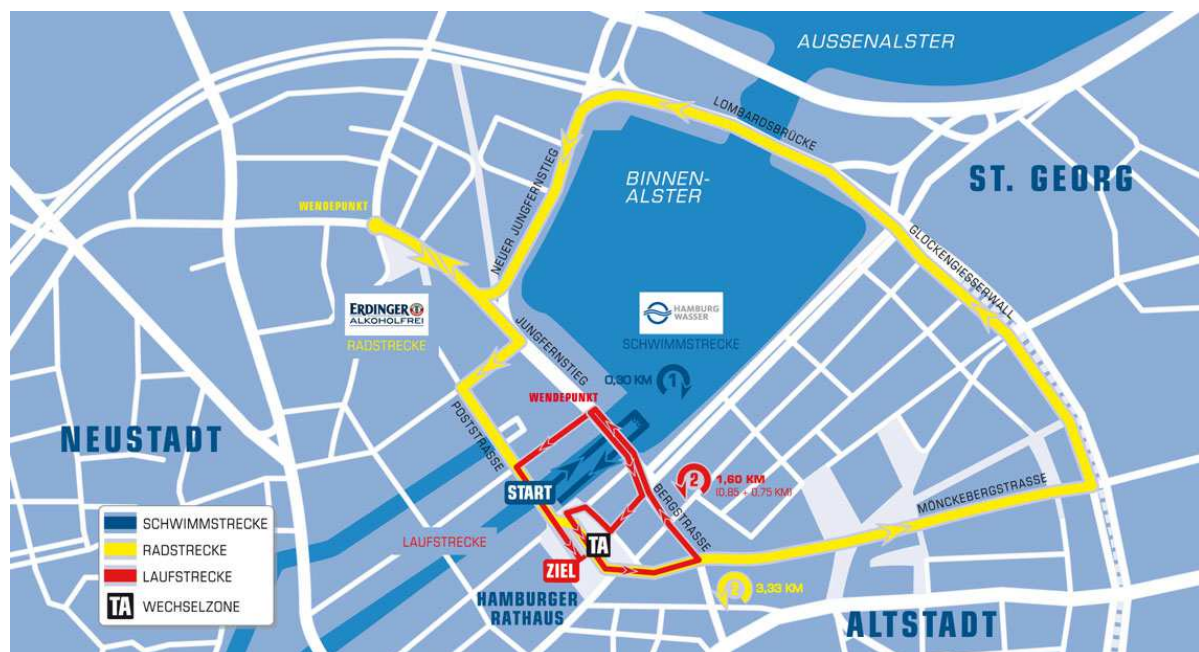 AUSSENALSTER
LOMBARDSBRÜCKE
BINNEN-
ALSTER
ST. GEORG
WENDEPUNKT
NEUER JUNGFERNSTIEG
GLOCKENGIESSERWALL
ERDINGER
ALKOHOLFREI
RADSTRECKE
HAMBURG
WASSER
SCHWIMMSTRECKE
JUNGFERNSTIEG
0,30 KM
1
WENDEPUNKT
NEUSTADT
POSTSTRASSE
START
2
1,60 KM
(0,85 + 0,75 KM)
BERGSTRASSE
MÖNCKEBERGSTRASSE
LAUFSTRECKE
TA
ZIEL
HAMBURGER
RATHAUS
2
3,33 KM
ALTSTADT
SCHWIMMSTRECKE
RADSTRECKE
LAUFSTRECKE
TA WECHSELZONE